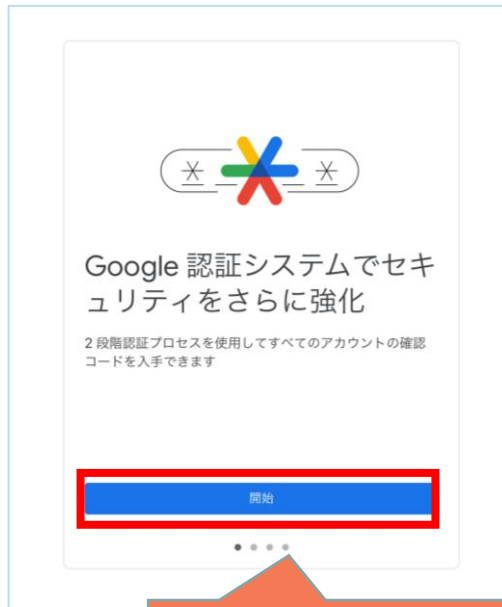 Google 認証システムでセキ
ュリティをさらに強化
2 段階認証プロセスを使用してすべてのアカウントの確認
コードを入手できます
開始